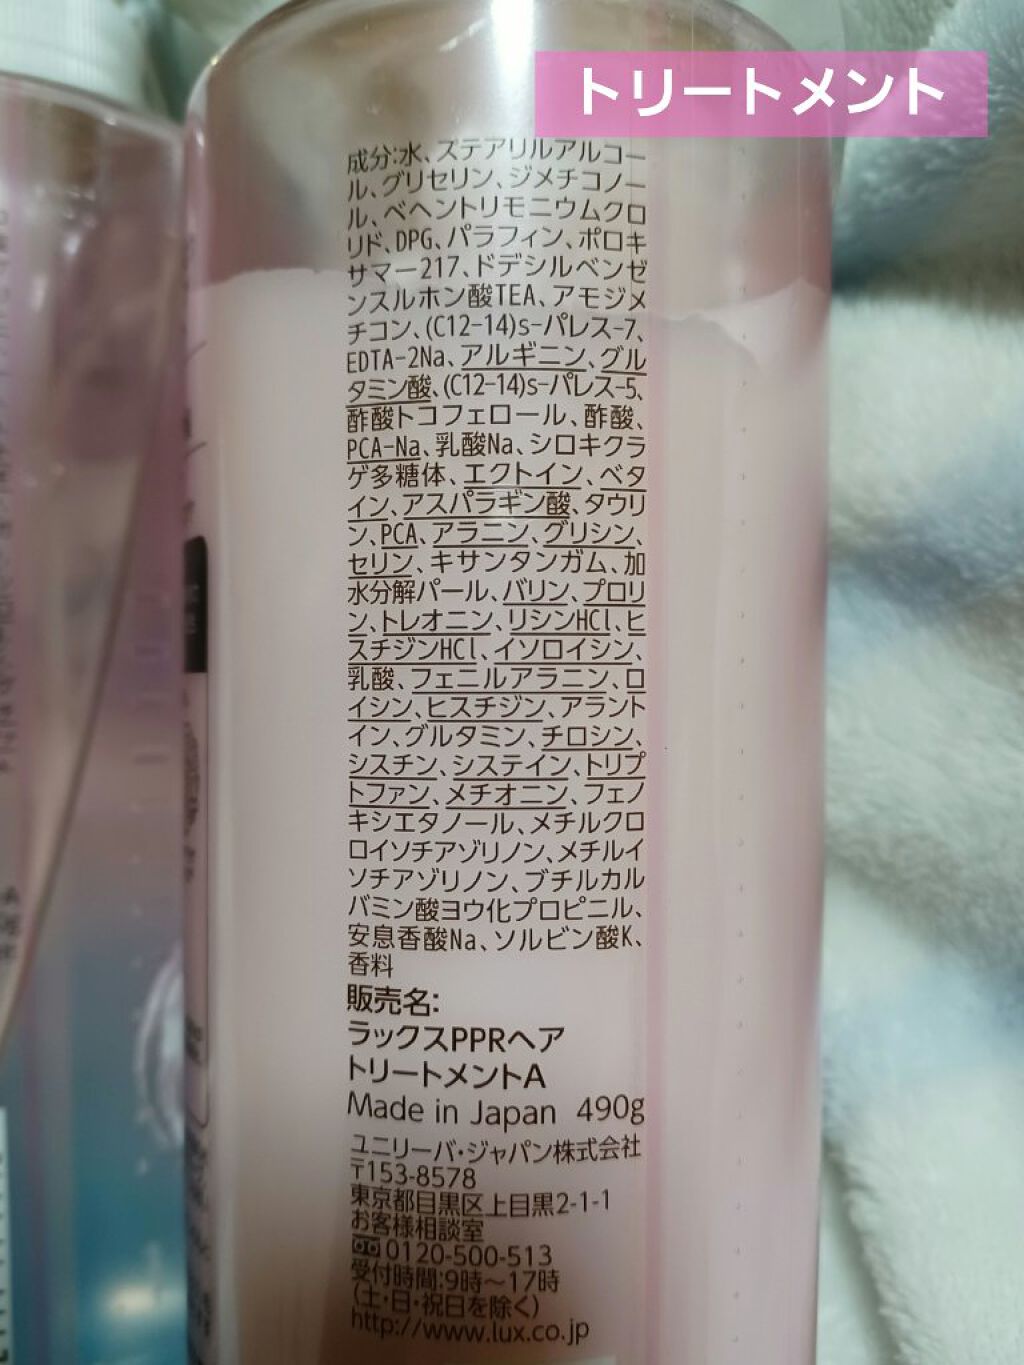 トリートメント
成分:水、ステアリルアルコー
ル、グリセリン、ジメチコノー
ル、ベヘントリモニウムクロ
リド、DPG、パラフィン、ポロキ
サマー217、ドデシルベンゼ
ンスルホン酸TEA、アモジメ
チコン、(C12-14)s-パレス-7、
EDTA-2Na、アルギニン、グル
タミン酸、(C12-14)s-パレス-5、
酢酸トコフェロール、酢酸、
PCA-Na、乳酸Na、シロキクラ
ゲ多糖体、エクトイン、ベタ
イン、アスパラギン酸、タウリ
ン、PCA、アラニン、グリシン、
セリン、キサンタンガム、加
水分解パール、バリン、プロリ
ン、トレオニン、リシンHCl、ヒ
スチジンHCl、イソロイシン、
乳酸、フェニルアラニン、ロ
イシン、ヒスチジン、アラント
イン、グルタミン、チロシン、
シスチン、システイン、トリプ
トファン、メチオニン、フェノ
キシエタノール、メチルクロ
ロイソチアゾリノン、メチルイ
ソチアゾリノン、ブチルカル
バミン酸ヨウ化プロピニル、
安息香酸Na、ソルビン酸K、
香料
販売名:
ラックスPPRヘア
トリートメントA
Made in Japan 490g
ユニリーバ・ジャパン株式会社
〒153-8578
東京都目黒区上目黒2-1-1
お客様相談室
0120-500-513
受付時間:9時～17時
(土・日・祝日を除く)
http://www.lux.co.jp